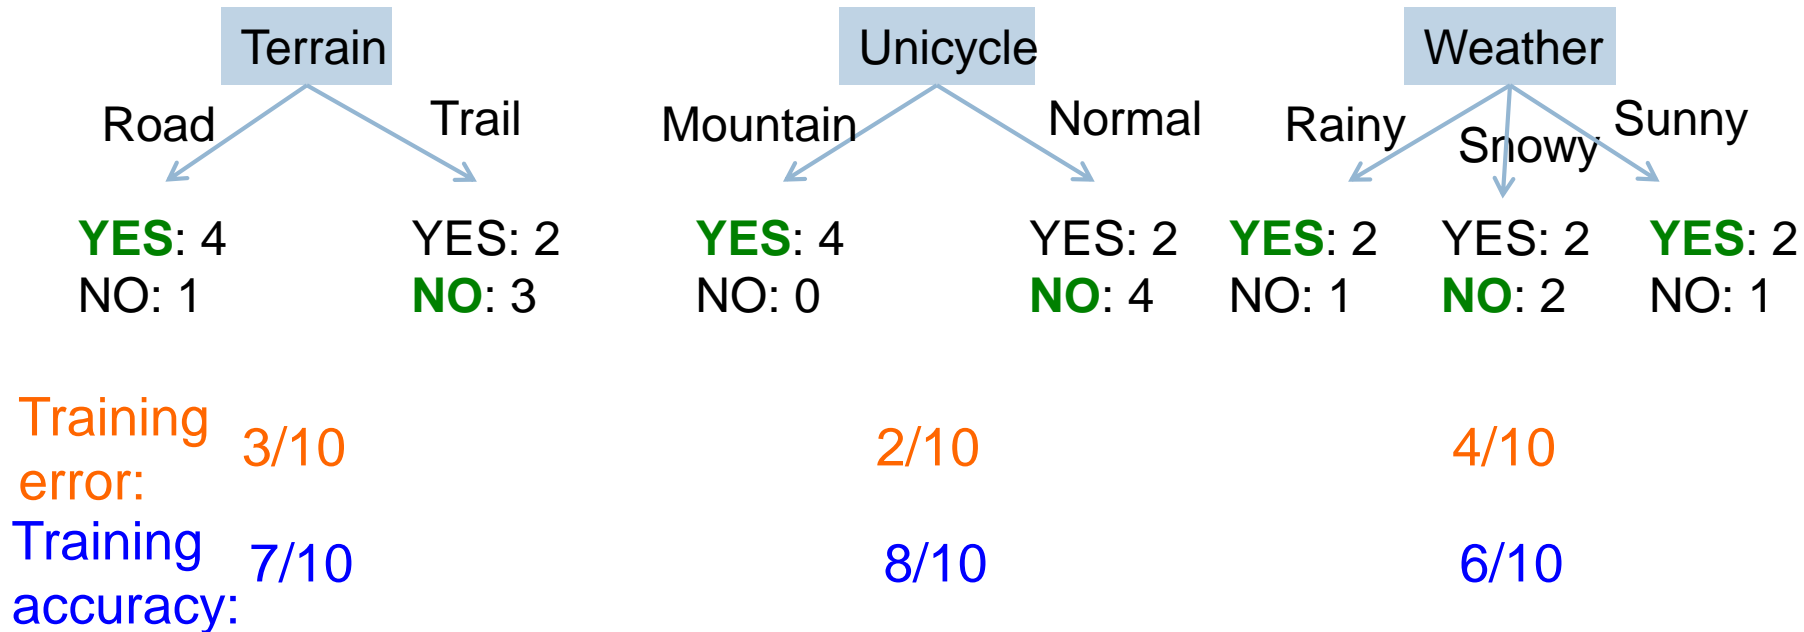 Terrain Unicycle Weather
Road Trail Mountain Normal Rainy Snowy Sunny
YES: 4 YES: 2 YES: 4 YES: 2 YES: 2 YES: 2 YES: 2
NO: 1 NO: 3 NO: 0 NO: 4 NO: 1 NO: 2 NO: 1
Training
error: 3/10 2/10 4/10
Training
accuracy: 7/10 8/10 6/10